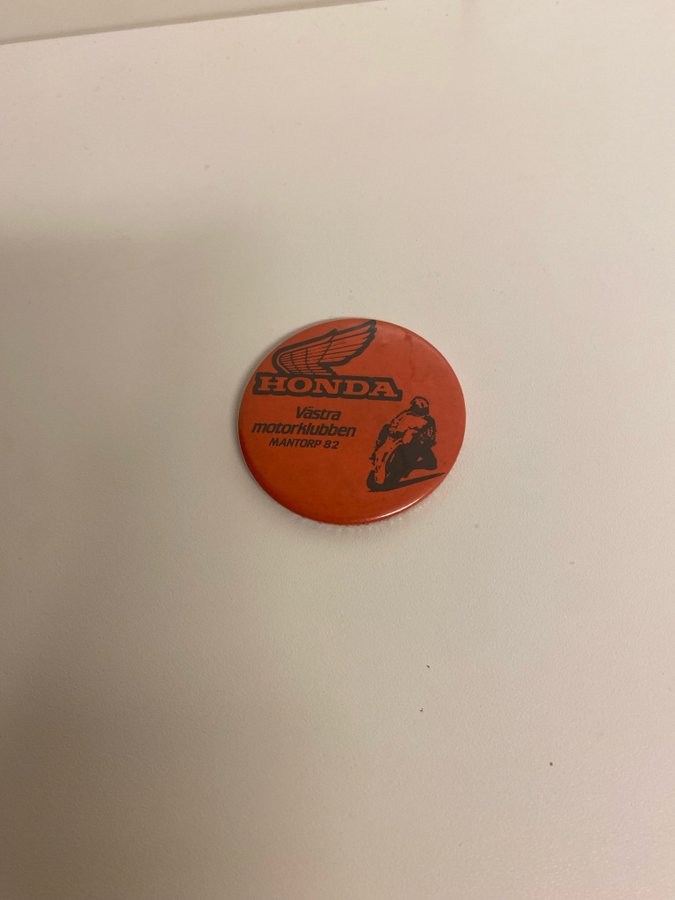 HONDA
Västra
motorklubben
MANTORP 82